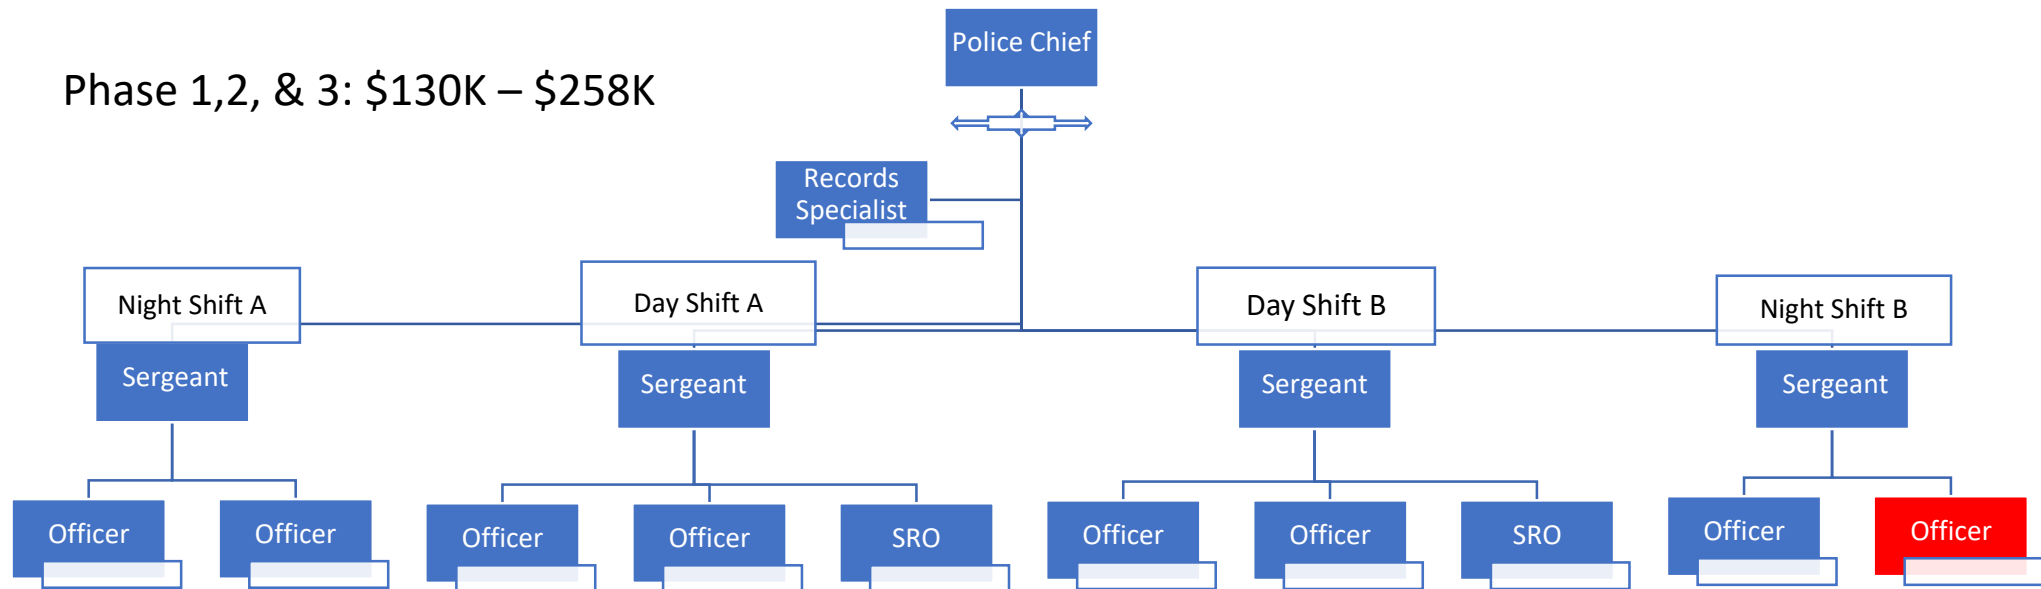 Police Chief
Phase 1,2, & 3: $130K – $258K
Records
Specialist
Night Shift A
Day Shift A
Day Shift B
Night Shift B
Sergeant
Sergeant
Sergeant
Sergeant
Officer
Officer
Officer
Officer
SRO
Officer
Officer
SRO
Officer
Officer